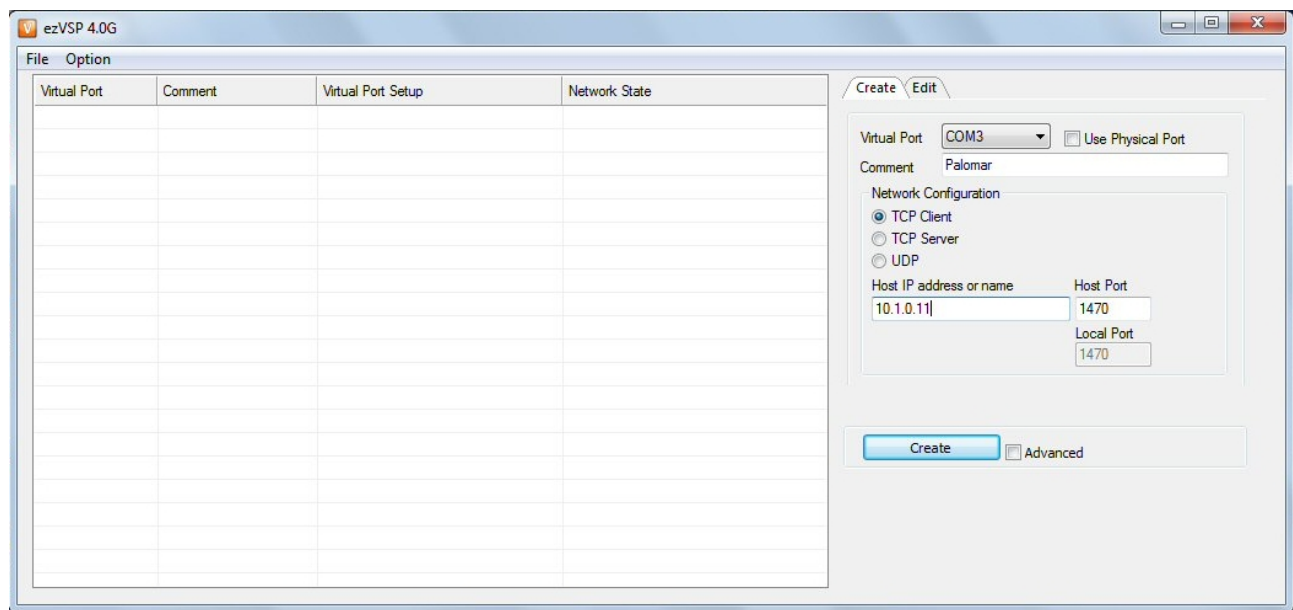 ezVSP 4.0G
File Option
Virtual Port Comment Virtual Port Setup Network State
Create Edit
Virtual Port COM3 Use Physical Port
Comment Palomar
Network Configuration
TCP Client
TCP Server
UDP
Host IP address or name Host Port
10.1.0.11 1470
Local Port
1470
Create Advanced